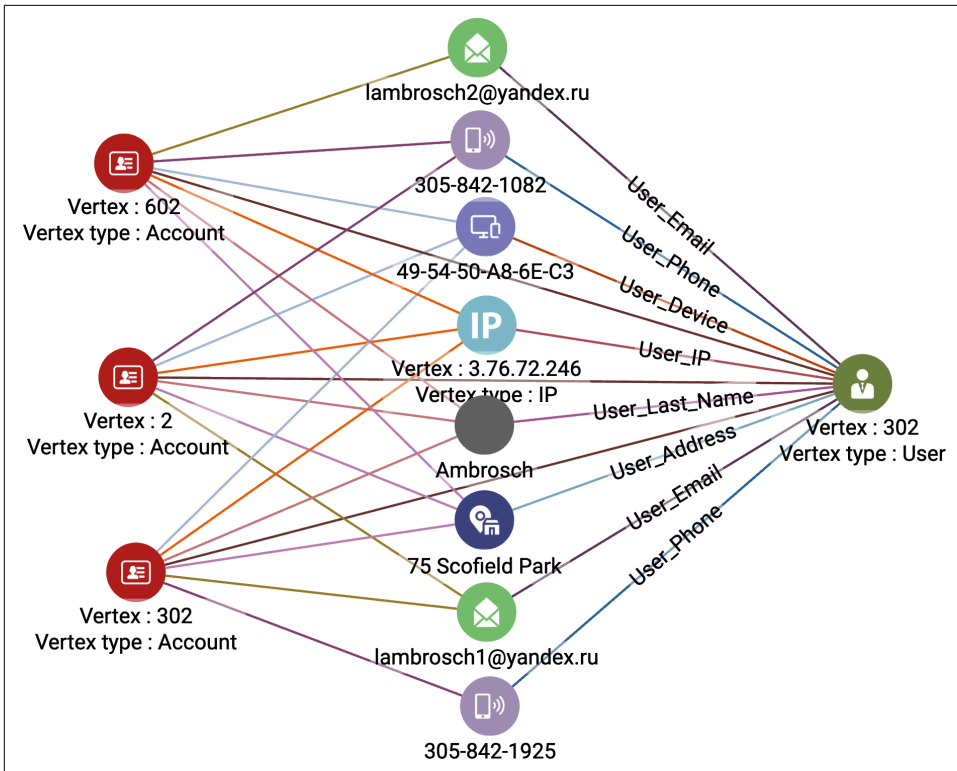 lambrosch2@yandex.ru
305-842-1082
Vertex : 602
Vertex type : Account
49-54-50-A8-6E-C3
IP
Vertex : 3.76.72.246
Vertex type : IP
Vertex : 2
Vertex type : Account
Ambrosch
75 Scofield Park
Vertex : 302
Vertex type : Account
lambrosch1@yandex.ru
305-842-1925
User_Email
User_Phone
User_Device
User_IP
User_Last_Name
User_Address
User_Email
User_Phone
Vertex : 302
Vertex type : User